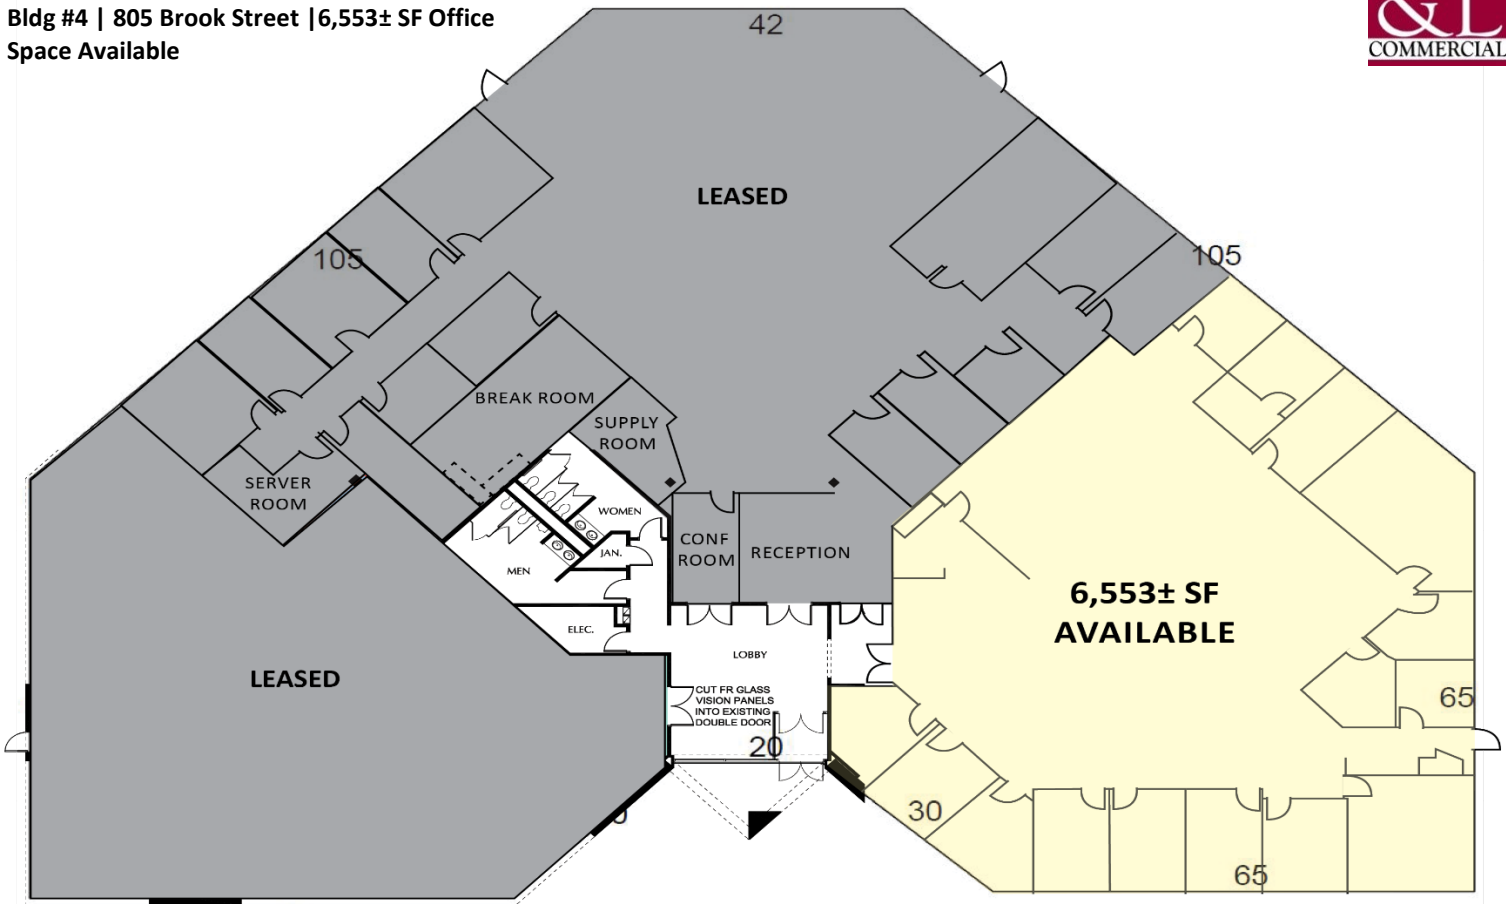 Bldg #4 | 805 Brook Street |6,553± SF Office
Space Available
&L
COMMERCIAL
42
LEASED
105
105
BREAK ROOM
SUPPLY
ROOM
SERVER
ROOM
WOMEN
JAN.
MEN
ELEC.
CONF
ROOM
RECEPTION
LOBBY
CUT FR GLASS
VISION PANELS
INTO EXISTING
DOUBLE DOOR
20
LEASED
6,553± SF
AVAILABLE
65
30
65